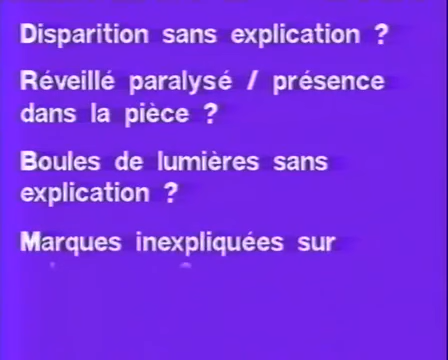 Disparition sans explication ?
Réveillé paralysé / présence
dans la pièce ?
Boules de lumières sans
explication ?
Marques inexpliquées sur